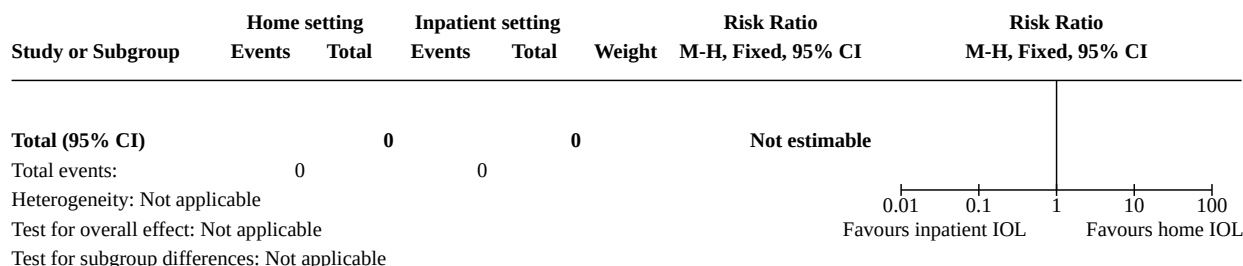 Home setting Inpatient setting Risk Ratio Risk Ratio
Study or Subgroup Events Total Events Total Weight M-H, Fixed, 95% CI M-H, Fixed, 95% CI
Total (95% CI) 0 0 Not estimable
Total events: 0 0
Heterogeneity: Not applicable
0.01 0.1 1 10 100
Test for overall effect: Not applicable Favours inpatient IOL Favours home IOL
Test for subgroup differences: Not applicable